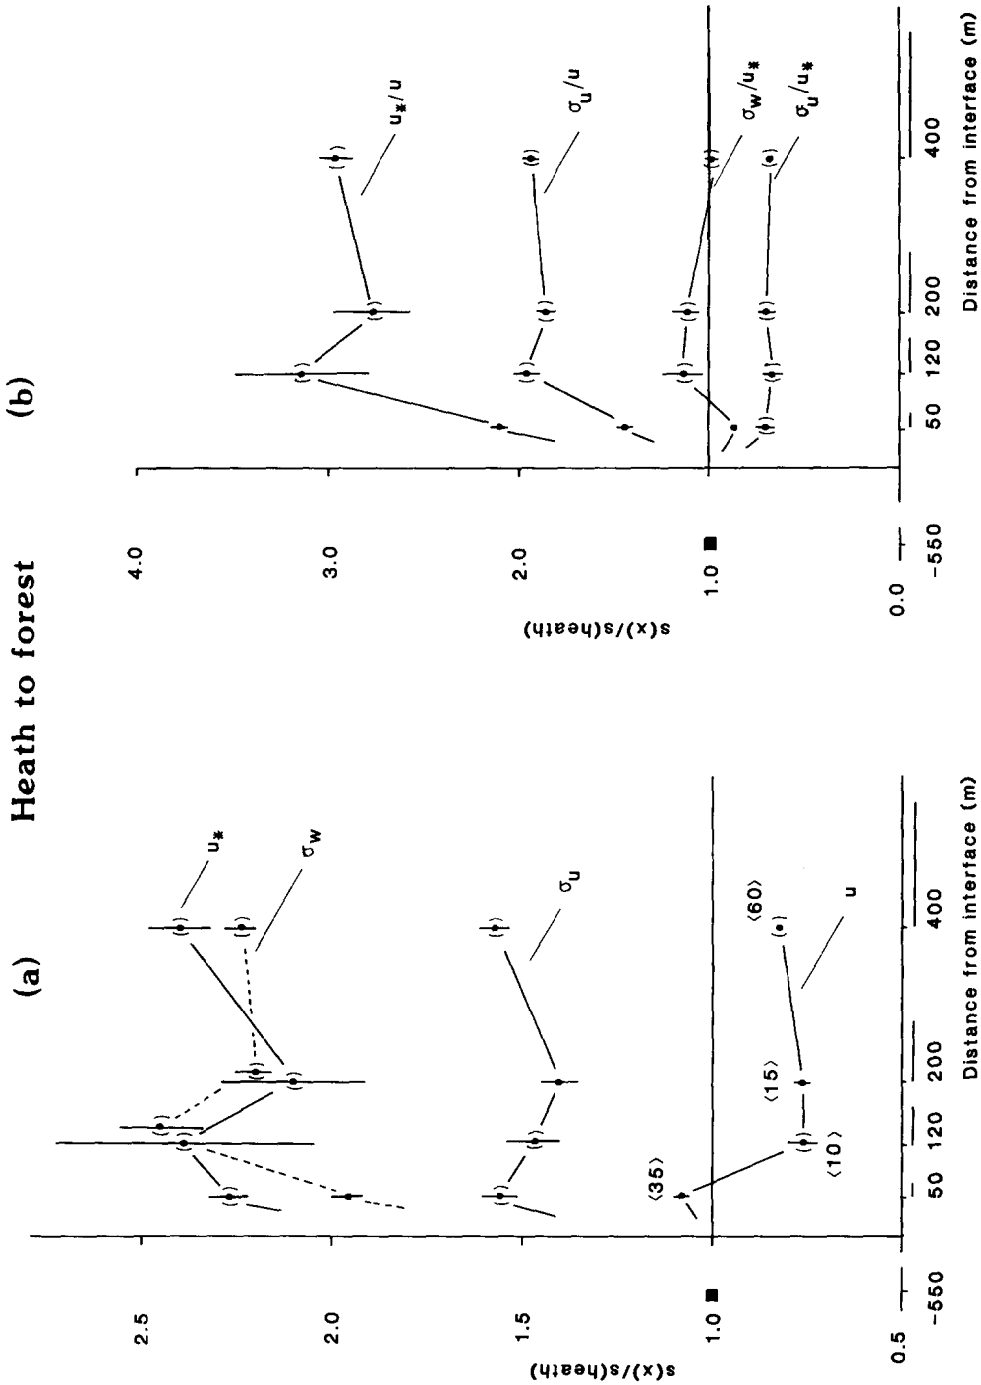 Heath to forest
(a)
s(x)/s(heath)
2.5
2.0
1.5
1.0
0.5
u*
σw
σu
⟨35⟩
⟨10⟩
⟨15⟩
⟨60⟩
u
-550 50 120 200 400
Distance from interface (m)
(b)
s(x)/s(heath)
4.0
3.0
2.0
1.0
0.0
u*/u
σu/u
σw/u*
σu/u*
-550 50 120 200 400
Distance from interface (m)